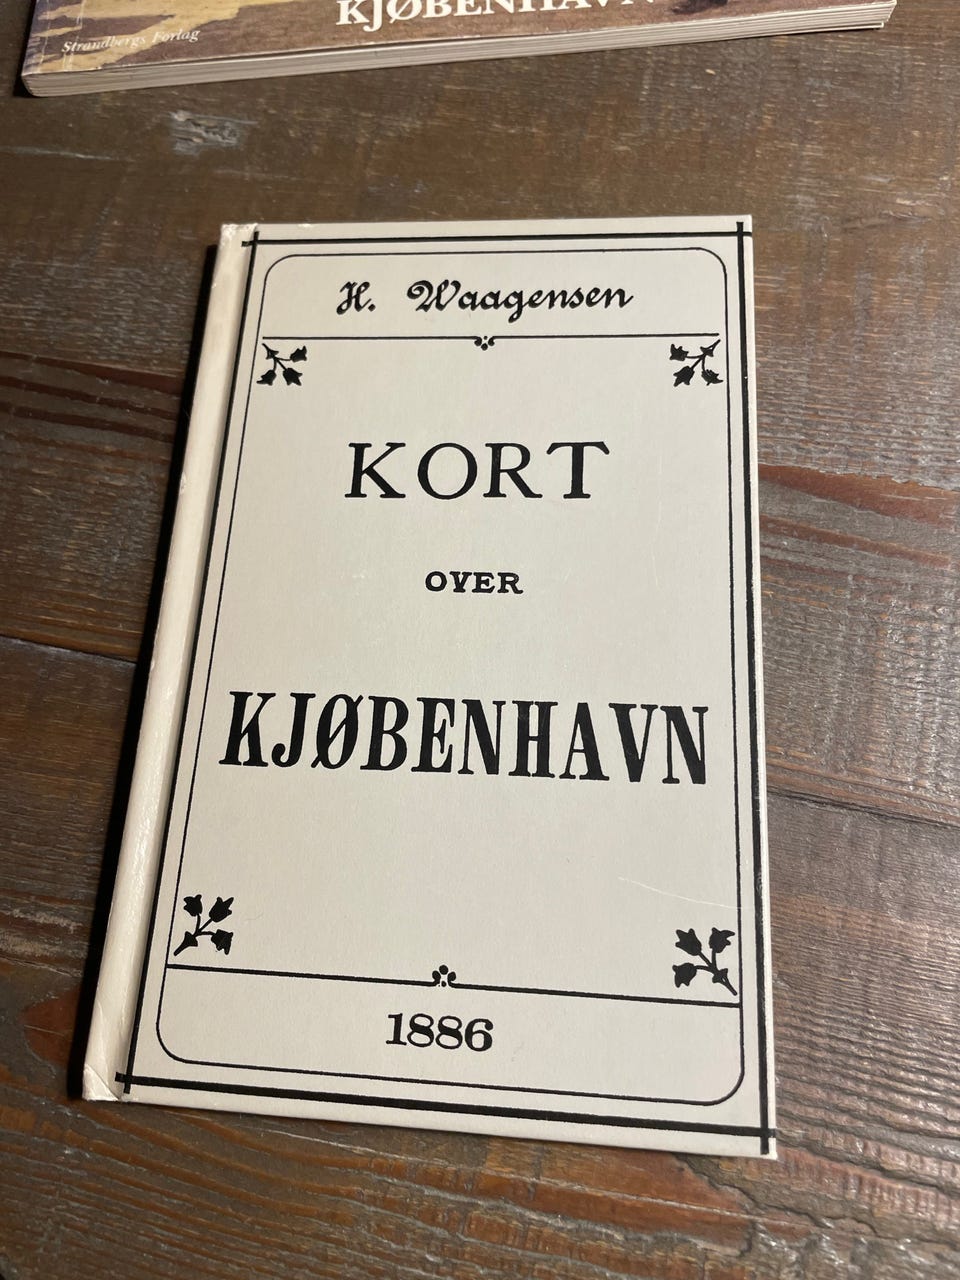 KJØBENHAVN
Strandbergs Forlag
H. Waagensen
KORT
OVER
KJØBENHAVN
1886